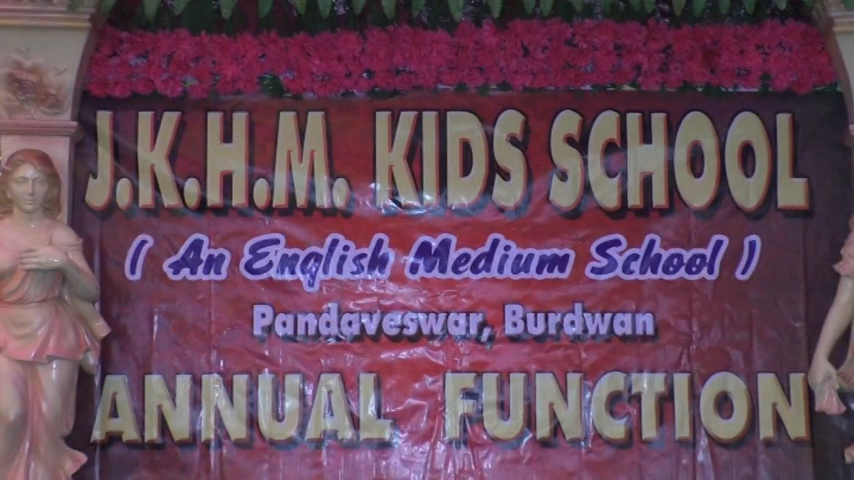 J.K.H.M. KIDS SCHOOL
( An English Medium School )
Pandaveswar, Burdwan
ANNUAL FUNCTION